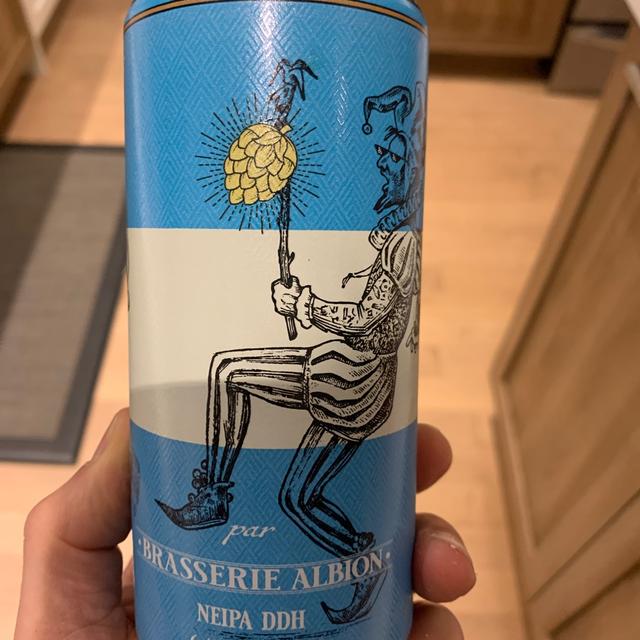 par
·BRASSERIE ALBION·
NEIPA DDH